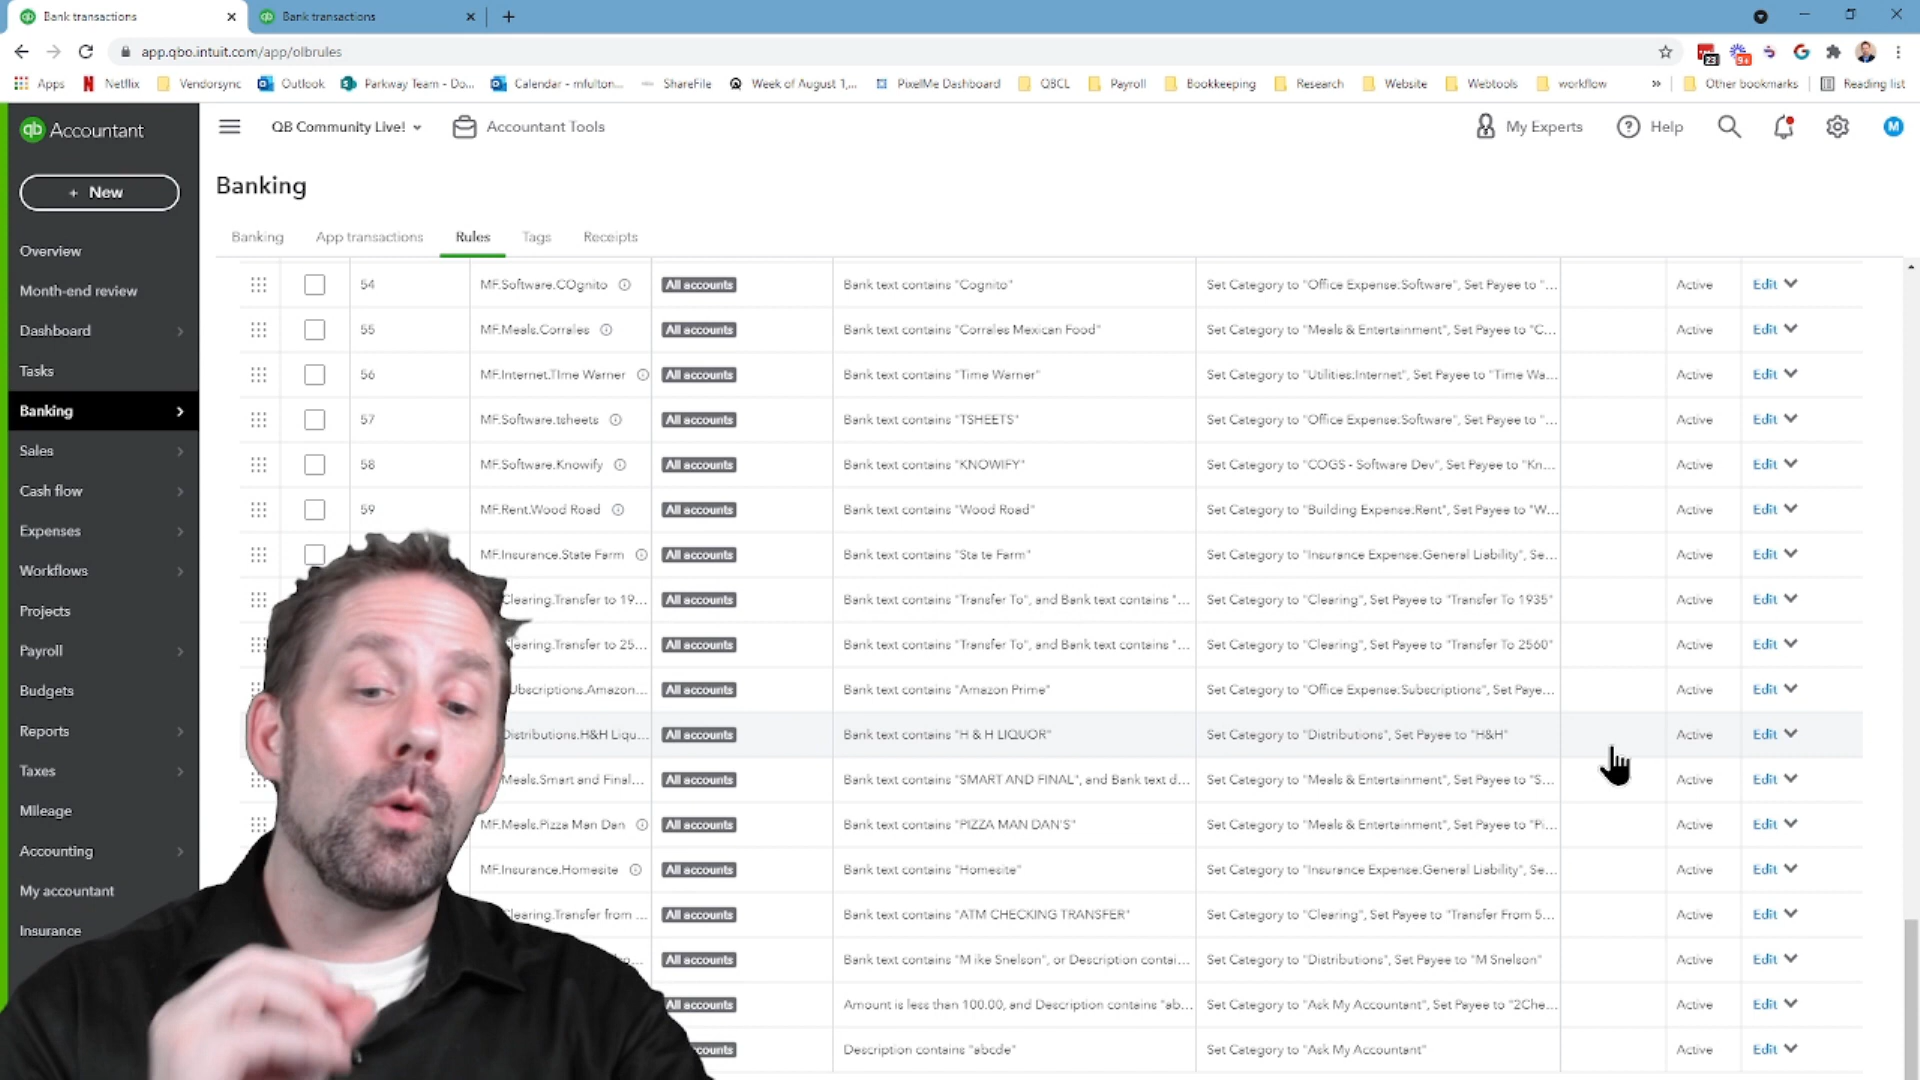 Bank transactions
Bank transactions
app.qbo.intuit.com/app/olbrules
23
9+
Apps Netflix Vendorsync Outlook Parkway Team - Do... Calendar - mfulton... ShareFile Week of August 1,... PixelMe Dashboard QBCL Payroll Bookkeeping Research Website Webtools workflow » Other bookmarks Reading list
qb Accountant
QB Community Live! Accountant Tools My Experts Help M
+ New
Banking
Banking App transactions Rules Tags Receipts
Overview
Month-end review
Dashboard
Tasks
Banking
Sales
Cash flow
Expenses
Workflows
Projects
Payroll
Budgets
Reports
Taxes
Mileage
Accounting
My accountant
Insurance
54 MF.Software.COgnito All accounts Bank text contains "Cognito" Set Category to "Office Expense:Software", Set Payee to "... Active Edit
55 MF.Meals.Corrales All accounts Bank text contains "Corrales Mexican Food" Set Category to "Meals & Entertainment", Set Payee to "C... Active Edit
56 MF.Internet.TIme Warner All accounts Bank text contains "Time Warner" Set Category to "Utilities:Internet", Set Payee to "Time Wa... Active Edit
57 MF.Software.tsheets All accounts Bank text contains "TSHEETS" Set Category to "Office Expense:Software", Set Payee to "... Active Edit
58 MF.Software.Knowify All accounts Bank text contains "KNOWIFY" Set Category to "COGS - Software Dev", Set Payee to "Kn... Active Edit
59 MF.Rent.Wood Road All accounts Bank text contains "Wood Road" Set Category to "Building Expense:Rent", Set Payee to "W... Active Edit
MF.Insurance.State Farm All accounts Bank text contains "Sta te Farm" Set Category to "Insurance Expense:General Liability", Se... Active Edit
Clearing.Transfer to 19... All accounts Bank text contains "Transfer To", and Bank text contains "... Set Category to "Clearing", Set Payee to "Transfer To 1935" Active Edit
learing.Transfer to 25... All accounts Bank text contains "Transfer To", and Bank text contains "... Set Category to "Clearing", Set Payee to "Transfer To 2560" Active Edit
Ubscriptions.Amazon... All accounts Bank text contains "Amazon Prime" Set Category to "Office Expense:Subscriptions", Set Paye... Active Edit
Distributions.H&H Liqu... All accounts Bank text contains "H & H LIQUOR" Set Category to "Distributions", Set Payee to "H&H" Active Edit
Meals.Smart and Final... All accounts Bank text contains "SMART AND FINAL", and Bank text d... Set Category to "Meals & Entertainment", Set Payee to "S... Active Edit
MF.Meals.Pizza Man Dan All accounts Bank text contains "PIZZA MAN DAN'S" Set Category to "Meals & Entertainment", Set Payee to "Pi... Active Edit
MF.Insurance.Homesite All accounts Bank text contains "Homesite" Set Category to "Insurance Expense:General Liability", Se... Active Edit
Clearing.Transfer from ... All accounts Bank text contains "ATM CHECKING TRANSFER" Set Category to "Clearing", Set Payee to "Transfer From 5... Active Edit
All accounts Bank text contains "M ike Snelson", or Description contai... Set Category to "Distributions", Set Payee to "M Snelson" Active Edit
All accounts Amount is less than 100.00, and Description contains "ab... Set Category to "Ask My Accountant", Set Payee to "2Che... Active Edit
counts Description contains "abcde" Set Category to "Ask My Accountant" Active Edit